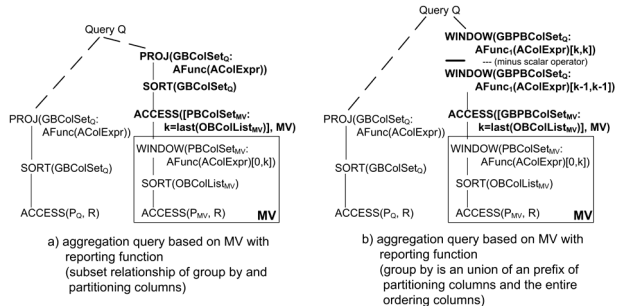 Query Q
PROJ(GBColSetQ:
AFunc(AColExpr))
SORT(GBColSetQ)
ACCESS([PBColSetMV:
k=last(OBColListMV)], MV)
PROJ(GBColSetQ:
AFunc(AColExpr))
SORT(GBColSetQ)
ACCESS(PQ, R)
WINDOW(PBColSetMV:
AFunc(AColExpr)[0,k])
SORT(OBColListMV)
ACCESS(PMV, R)
MV
a) aggregation query based on MV with
reporting function
(subset relationship of group by and
partitioning columns)
Query Q
WINDOW(GBPBColSetQ:
AFunc1(AColExpr)[k,k])
--- (minus scalar operator)
WINDOW(GBPBColSetQ:
AFunc1(AColExpr)[k-1,k-1])
ACCESS([GBPBColSetMV:
k=last(OBColListMV)], MV)
PROJ(GBColSetQ:
AFunc(AColExpr))
SORT(GBColSetQ)
ACCESS(PQ, R)
WINDOW(PBColSetMV:
AFunc(AColExpr)[0,k])
SORT(OBColListMV)
ACCESS(PMV, R)
MV
b) aggregation query based on MV with
reporting function
(group by is an union of an prefix of
partitioning columns and the entire
ordering columns)